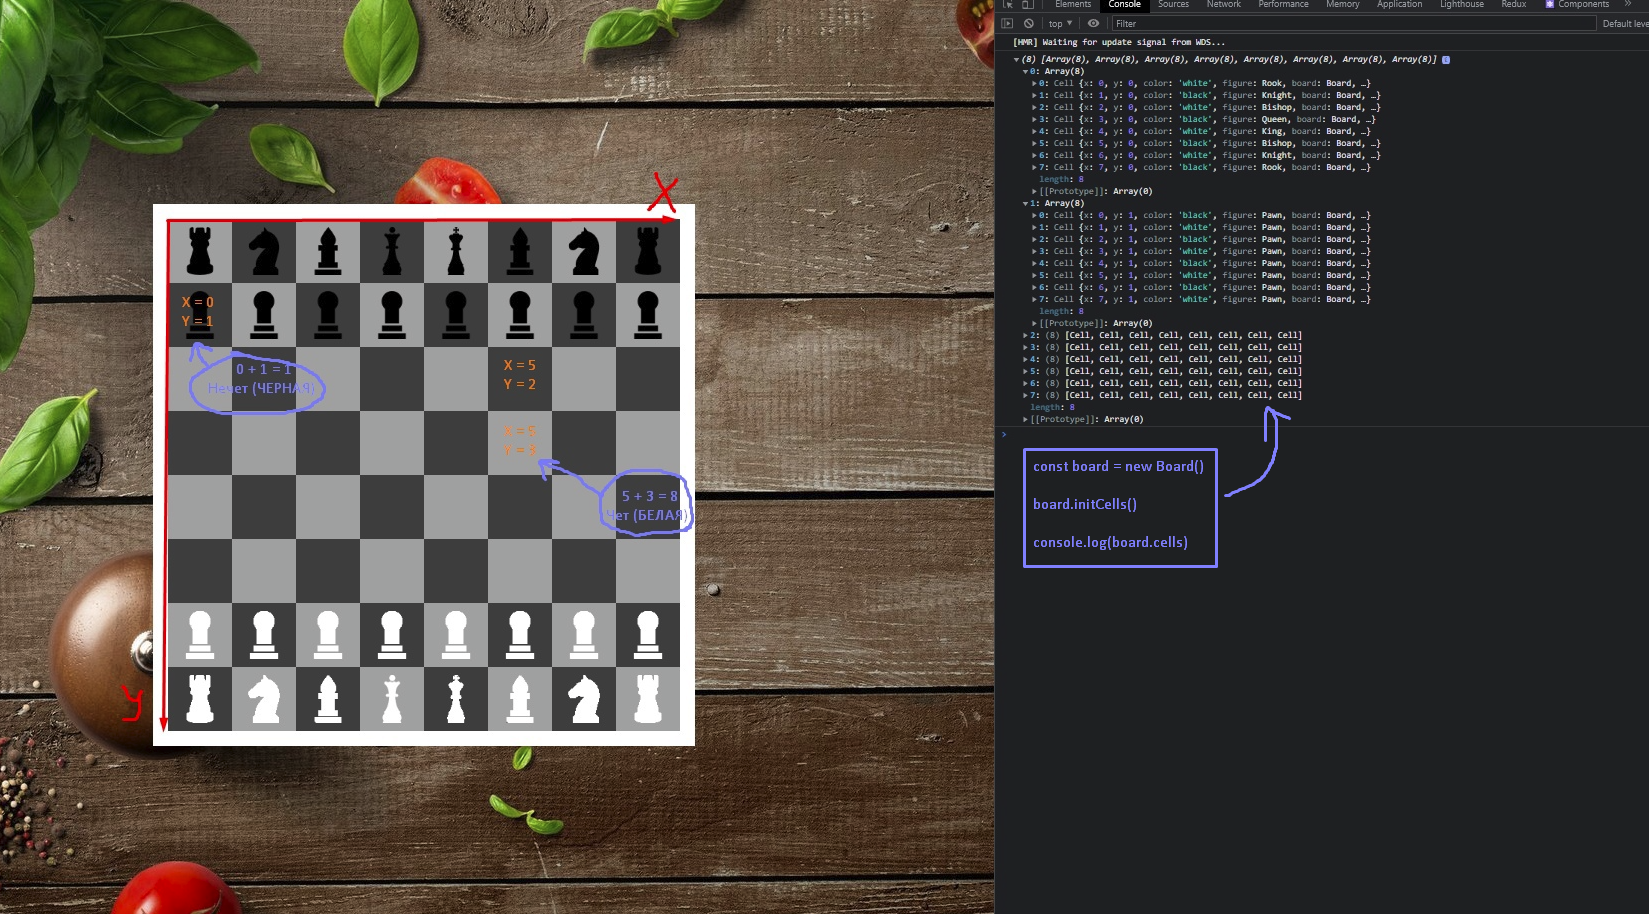 X
X = 0
Y = 1
0 + 1 = 1
Нечет (ЧЕРНАЯ)
X = 5
Y = 2
X = 5
Y = 3
5 + 3 = 8
Чет (БЕЛАЯ)
У
Elements Console Sources Network Performance Memory Application Lighthouse Redux Components »
top ▾ Filter Default leve
[HMR] Waiting for update signal from WDS...
(8) [Array(8), Array(8), Array(8), Array(8), Array(8), Array(8), Array(8), Array(8)] i
0: Array(8)
0: Cell {x: 0, y: 0, color: 'white', figure: Rook, board: Board, …}
1: Cell {x: 1, y: 0, color: 'black', figure: Knight, board: Board, …}
2: Cell {x: 2, y: 0, color: 'white', figure: Bishop, board: Board, …}
3: Cell {x: 3, y: 0, color: 'black', figure: Queen, board: Board, …}
4: Cell {x: 4, y: 0, color: 'white', figure: King, board: Board, …}
5: Cell {x: 5, y: 0, color: 'black', figure: Bishop, board: Board, …}
6: Cell {x: 6, y: 0, color: 'white', figure: Knight, board: Board, …}
7: Cell {x: 7, y: 0, color: 'black', figure: Rook, board: Board, …}
length: 8
[[Prototype]]: Array(0)
1: Array(8)
0: Cell {x: 0, y: 1, color: 'black', figure: Pawn, board: Board, …}
1: Cell {x: 1, y: 1, color: 'white', figure: Pawn, board: Board, …}
2: Cell {x: 2, y: 1, color: 'black', figure: Pawn, board: Board, …}
3: Cell {x: 3, y: 1, color: 'white', figure: Pawn, board: Board, …}
4: Cell {x: 4, y: 1, color: 'black', figure: Pawn, board: Board, …}
5: Cell {x: 5, y: 1, color: 'white', figure: Pawn, board: Board, …}
6: Cell {x: 6, y: 1, color: 'black', figure: Pawn, board: Board, …}
7: Cell {x: 7, y: 1, color: 'white', figure: Pawn, board: Board, …}
length: 8
[[Prototype]]: Array(0)
2: (8) [Cell, Cell, Cell, Cell, Cell, Cell, Cell, Cell]
3: (8) [Cell, Cell, Cell, Cell, Cell, Cell, Cell, Cell]
4: (8) [Cell, Cell, Cell, Cell, Cell, Cell, Cell, Cell]
5: (8) [Cell, Cell, Cell, Cell, Cell, Cell, Cell, Cell]
6: (8) [Cell, Cell, Cell, Cell, Cell, Cell, Cell, Cell]
7: (8) [Cell, Cell, Cell, Cell, Cell, Cell, Cell, Cell]
length: 8
[[Prototype]]: Array(0)
const board = new Board()
board.initCells()
console.log(board.cells)